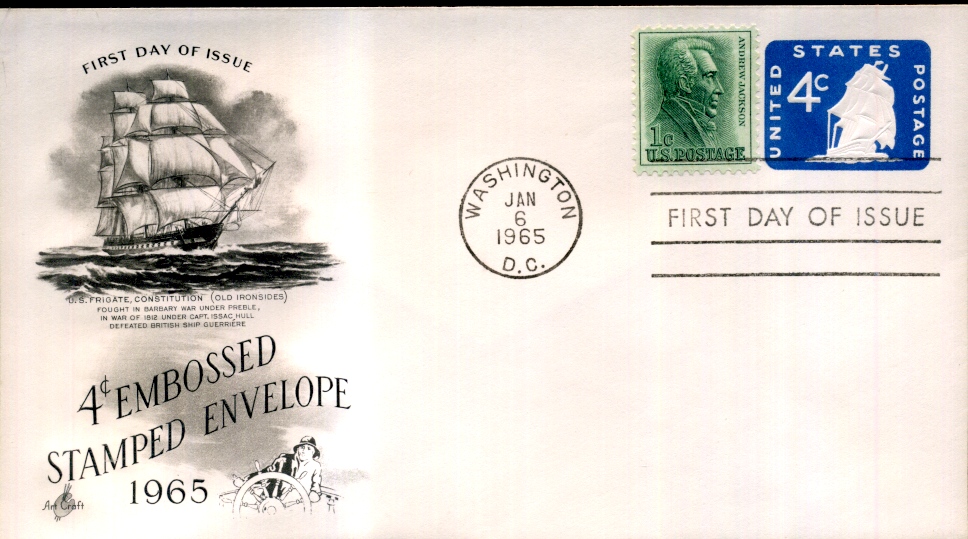 FIRST DAY OF ISSUE
U.S. FRIGATE, CONSTITUTION (OLD IRONSIDES)
FOUGHT IN BARBARY WAR UNDER PREBLE,
IN WAR OF 1812 UNDER CAPT. ISSAC HULL
DEFEATED BRITISH SHIP GUERRIÈRE
4¢ EMBOSSED
STAMPED ENVELOPE
1965
Art Craft
WASHINGTON
JAN
6
1965
D.C.
ANDREW JACKSON
1c
U.S. POSTAGE
UNITED
STATES
POSTAGE
4c
FIRST DAY OF ISSUE